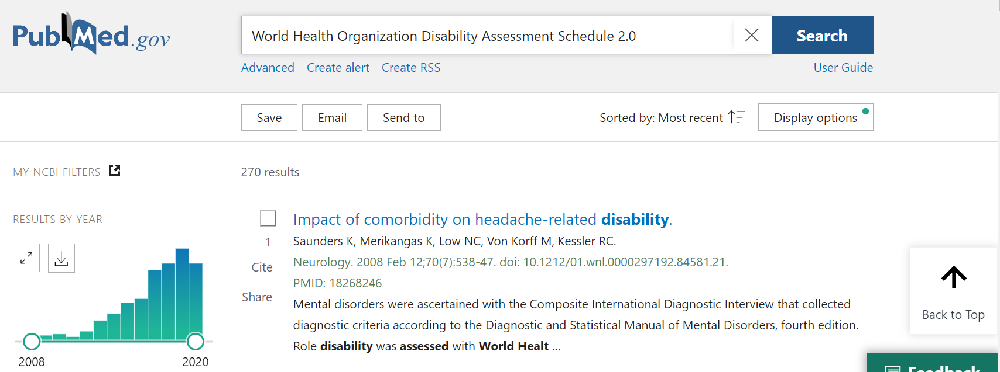 PubMed.gov
World Health Organization Disability Assessment Schedule 2.0
Search
Advanced Create alert Create RSS User Guide
Save Email Send to Sorted by: Most recent Display options
MY NCBI FILTERS
270 results
RESULTS BY YEAR
Impact of comorbidity on headache-related disability.
1
Saunders K, Merikangas K, Low NC, Von Korff M, Kessler RC.
Cite
Neurology. 2008 Feb 12;70(7):538-47. doi: 10.1212/01.wnl.0000297192.84581.21.
PMID: 18268246
Share
Mental disorders were ascertained with the Composite International Diagnostic Interview that collected
diagnostic criteria according to the Diagnostic and Statistical Manual of Mental Disorders, fourth edition.
Role disability was assessed with World Healt ...
2008 2020
Back to Top
Feedback